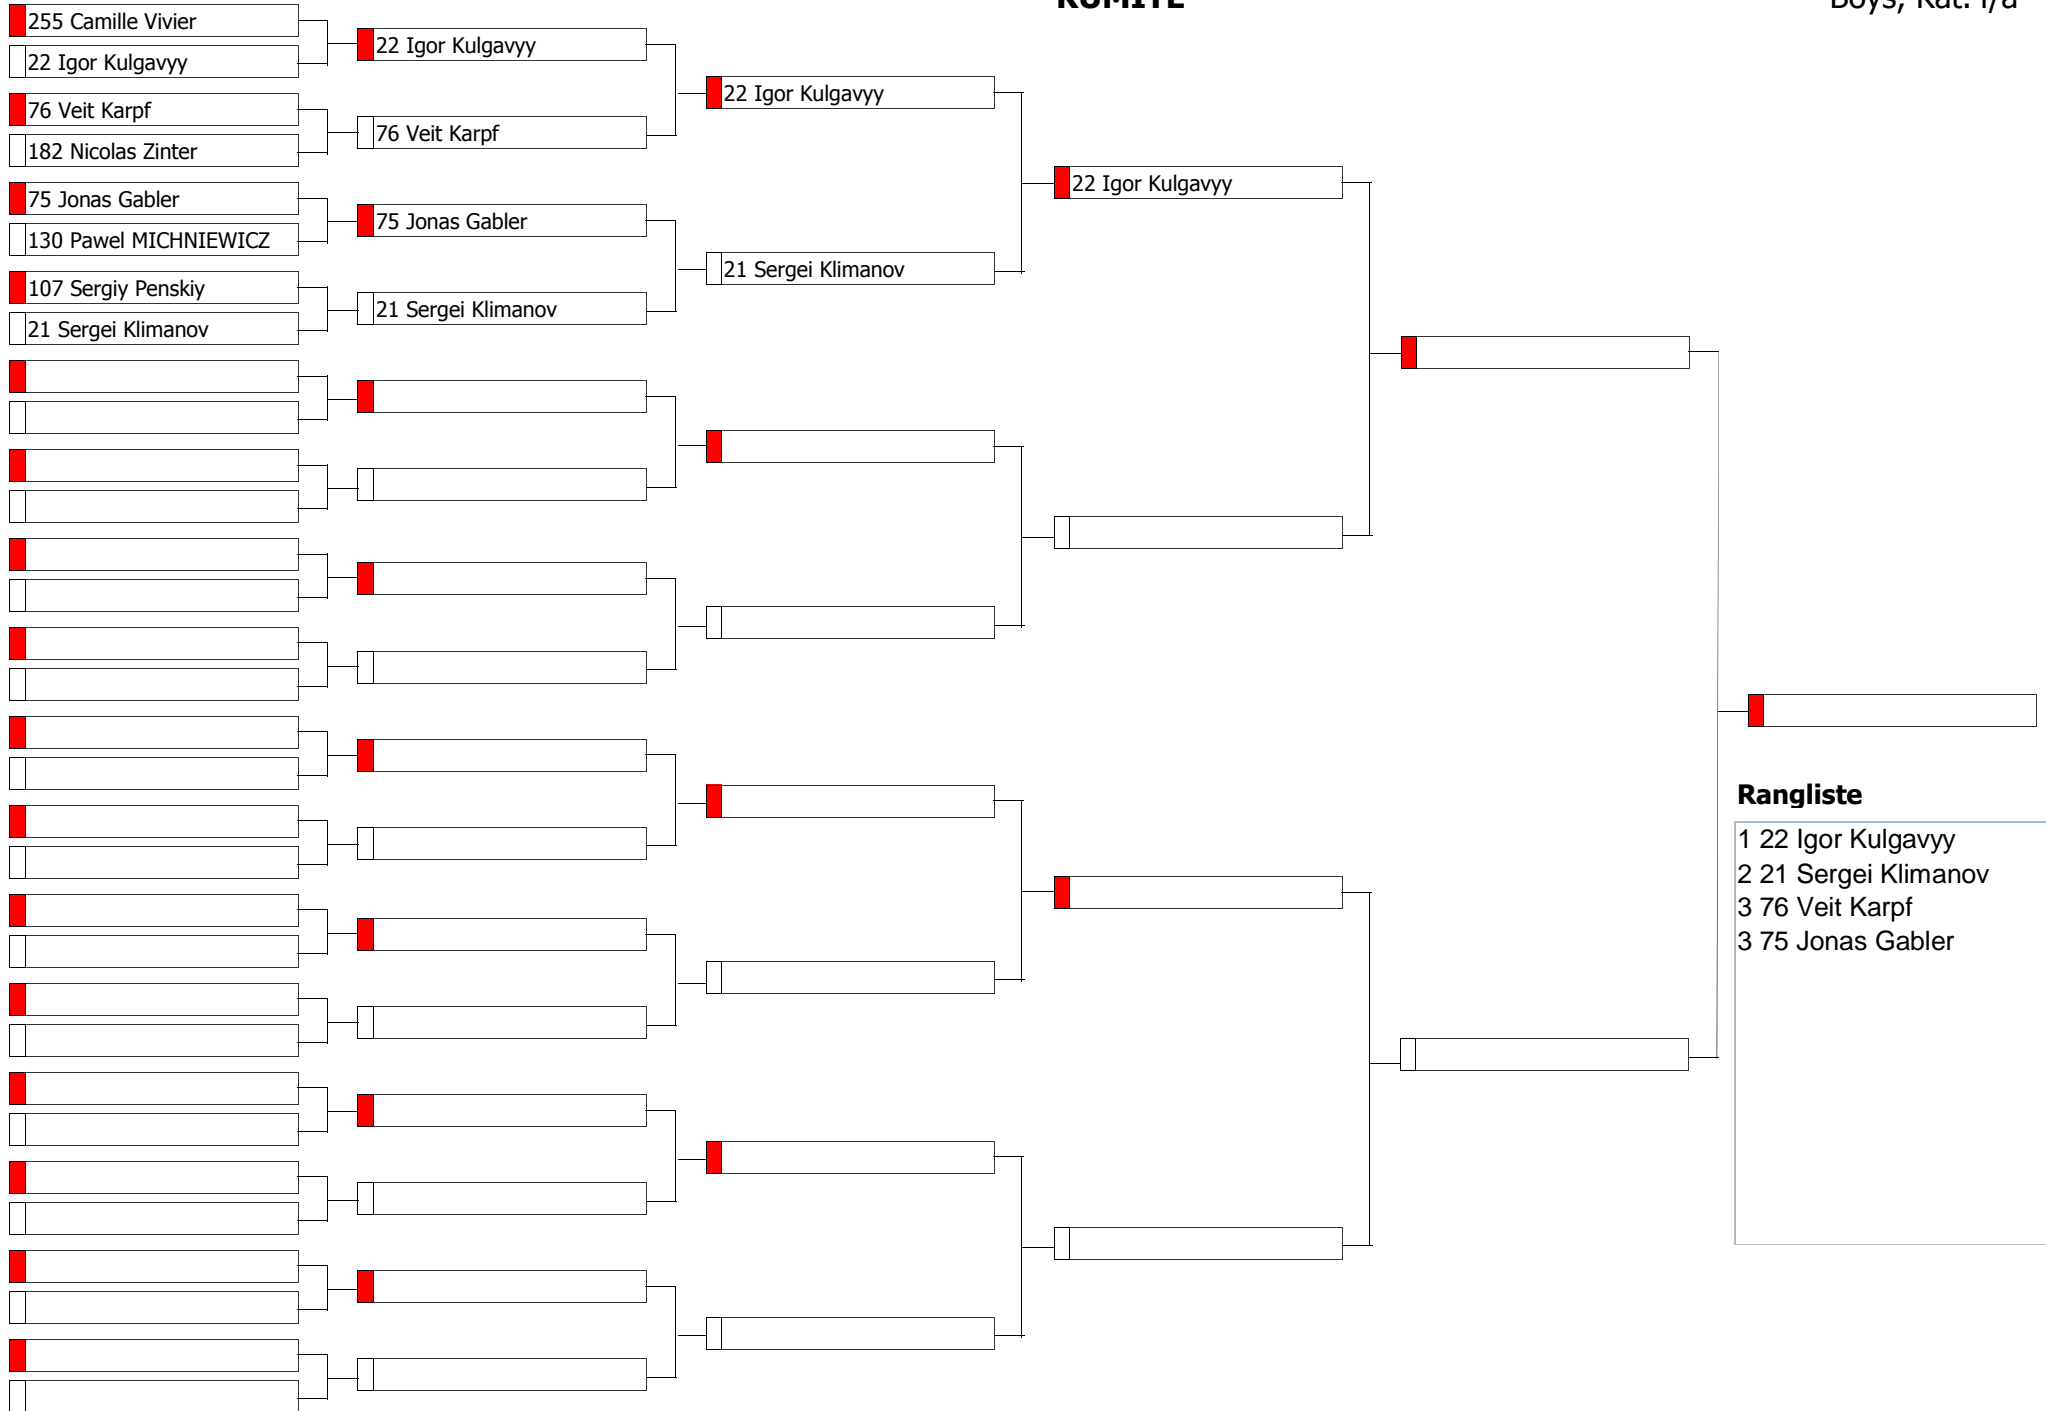 KUMITE
255 Camille Vivier
22 Igor Kulgavyy
76 Veit Karpf
182 Nicolas Zinter
75 Jonas Gabler
130 Pawel MICHNIEWICZ
107 Sergiy Penskiy
21 Sergei Klimanov
22 Igor Kulgavyy
76 Veit Karpf
75 Jonas Gabler
21 Sergei Klimanov
22 Igor Kulgavyy
21 Sergei Klimanov
22 Igor Kulgavyy
Rangliste
1 22 Igor Kulgavyy
2 21 Sergei Klimanov
3 76 Veit Karpf
3 75 Jonas Gabler